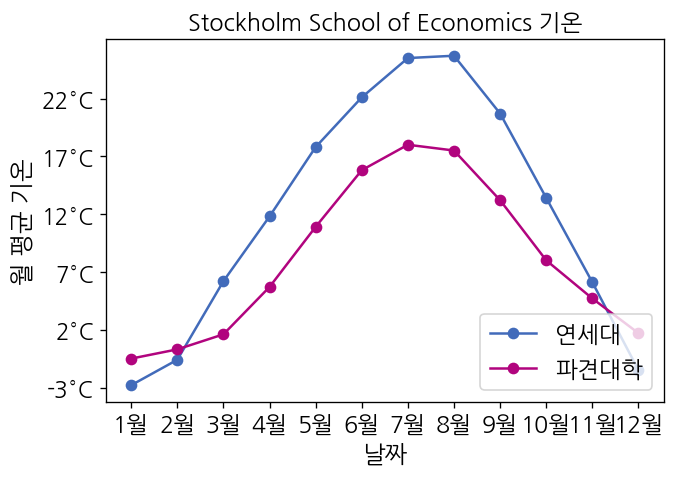 Stockholm School of Economics 기온
월 평균 기온
22°C
17°C
12°C
7°C
2°C
-3°C
연세대
파견대학
1월 2월 3월 4월 5월 6월 7월 8월 9월 10월 11월 12월
날짜